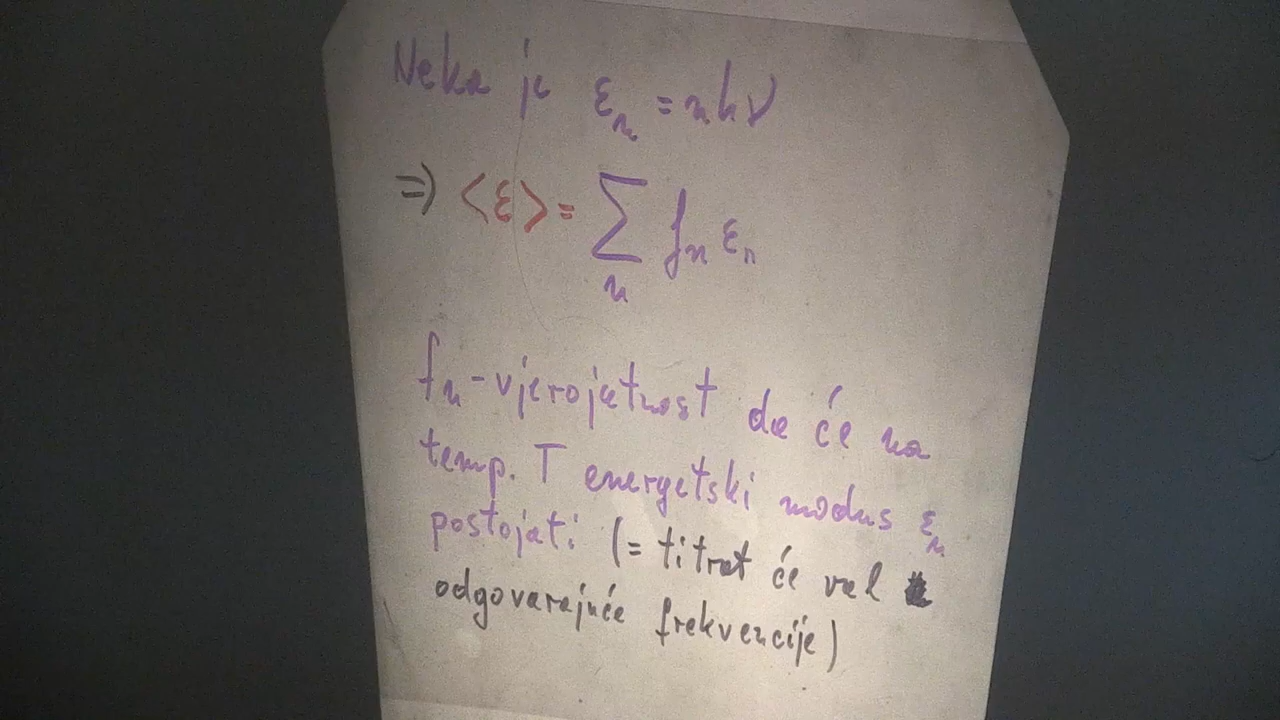 Neka je εₙ = nhν
⇒ <ε> = ∑ₙ fₙ εₙ
fₙ - vjerojatnost da će na
temp. T energetski modus εₙ
postojati (= titrat će val
odgovarajuće frekvencije)